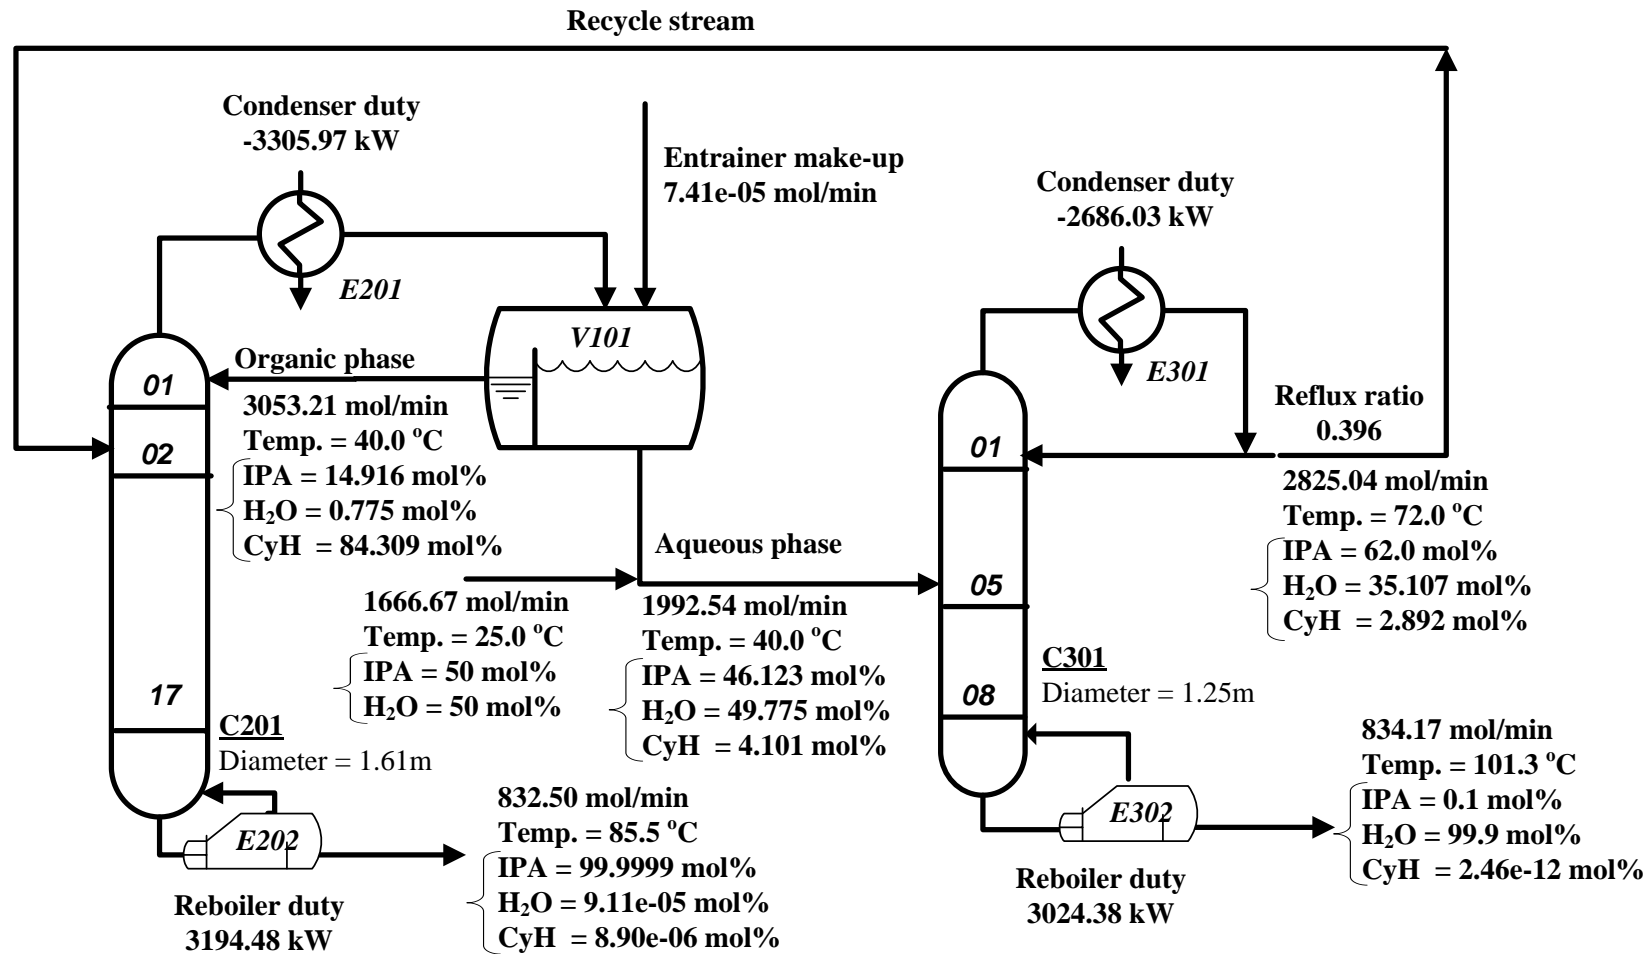 Recycle stream
Condenser duty
-3305.97 kW
E201
Entrainer make-up
7.41e-05 mol/min
Condenser duty
-2686.03 kW
E301
V101
Organic phase
3053.21 mol/min
Temp. = 40.0 °C
IPA = 14.916 mol%
H₂O = 0.775 mol%
CyH = 84.309 mol%
01
02
17
C201
Diameter = 1.61m
Reflux ratio
0.396
2825.04 mol/min
Temp. = 72.0 °C
IPA = 62.0 mol%
H₂O = 35.107 mol%
CyH = 2.892 mol%
Aqueous phase
1666.67 mol/min
Temp. = 25.0 °C
IPA = 50 mol%
H₂O = 50 mol%
1992.54 mol/min
Temp. = 40.0 °C
IPA = 46.123 mol%
H₂O = 49.775 mol%
CyH = 4.101 mol%
01
05
08
C301
Diameter = 1.25m
E202
Reboiler duty
3194.48 kW
832.50 mol/min
Temp. = 85.5 °C
IPA = 99.9999 mol%
H₂O = 9.11e-05 mol%
CyH = 8.90e-06 mol%
E302
Reboiler duty
3024.38 kW
834.17 mol/min
Temp. = 101.3 °C
IPA = 0.1 mol%
H₂O = 99.9 mol%
CyH = 2.46e-12 mol%